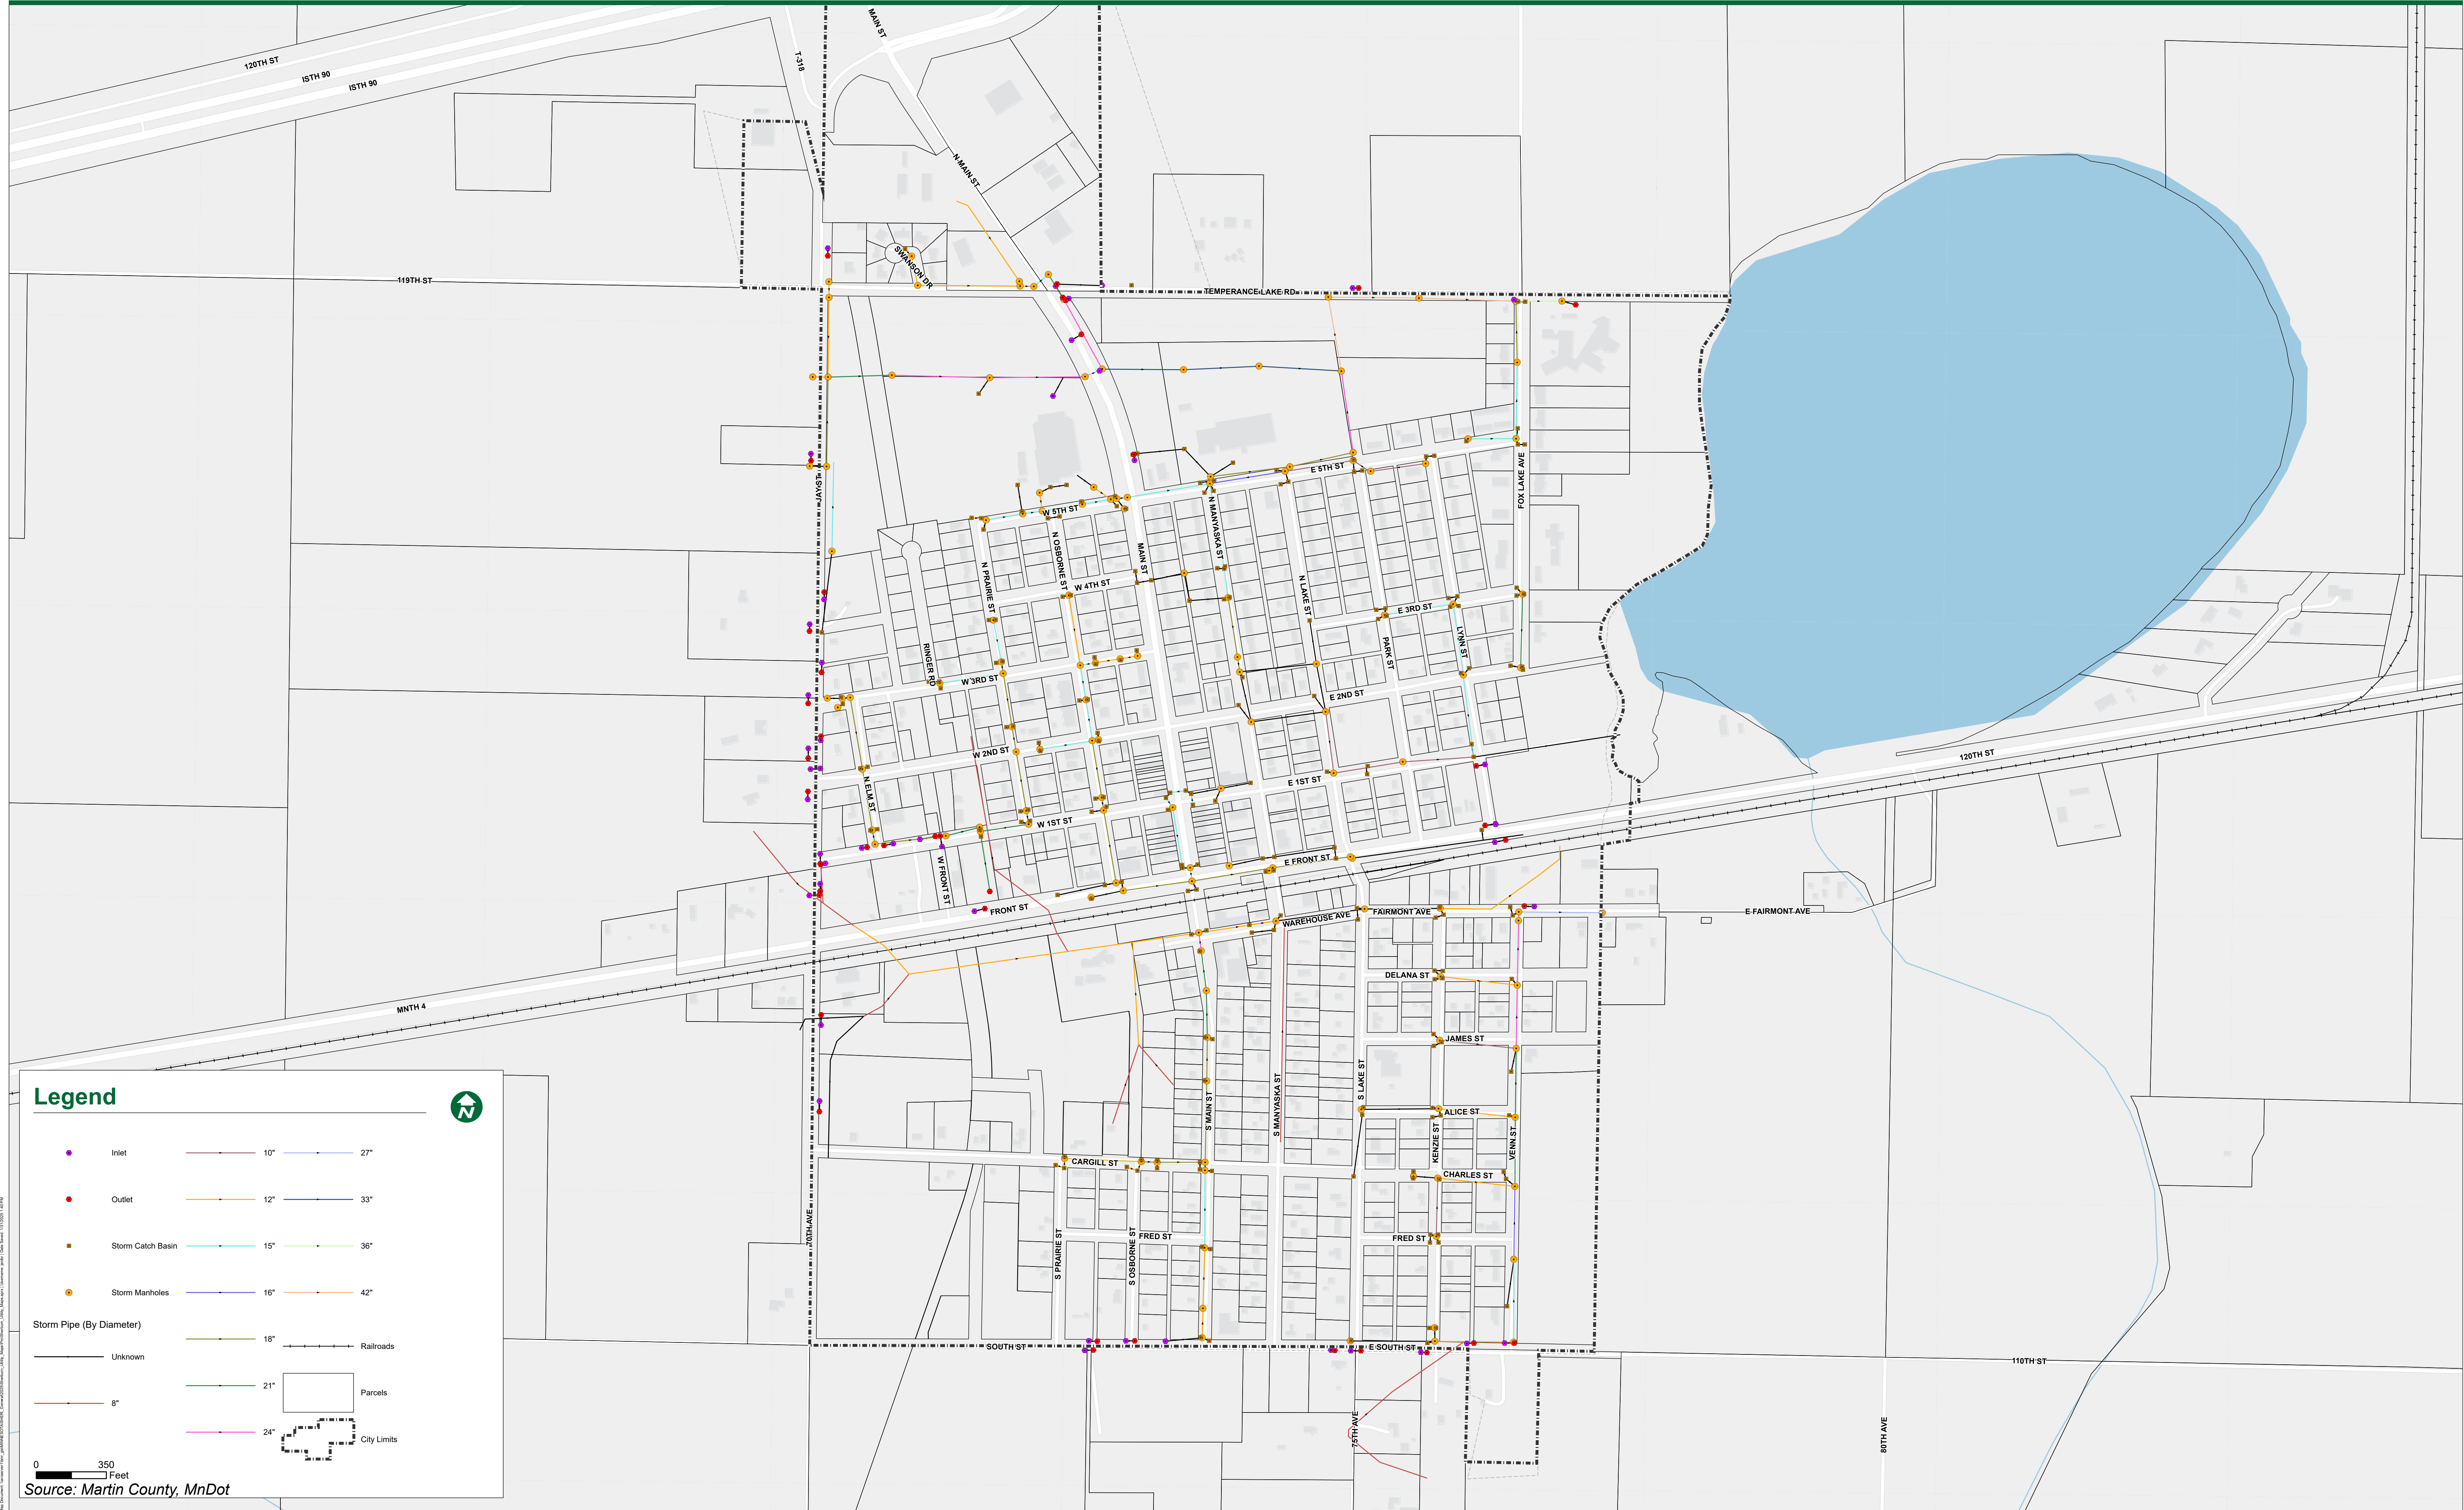 MAIN ST
120TH ST
ISTH 90
ISTH 90
T-318
N MAIN ST
SWANSON DR
119TH ST
TEMPERANCE LAKE RD
JAY ST
W 5TH ST
E 5TH ST
FOX LAKE AVE
N MANYASKA ST
N OSBORNE ST
MAIN ST
N PRAIRIE ST
W 4TH ST
N LAKE ST
E 3RD ST
LYNN ST
PARK ST
RINGER RD
W 3RD ST
E 2ND ST
W 2ND ST
120TH ST
E 1ST ST
N ELM ST
W 1ST ST
E FRONT ST
W FRONT ST
FRONT ST
WAREHOUSE AVE
FAIRMONT AVE
E FAIRMONT AVE
DELANA ST
MNTH 4
JAMES ST
S LAKE ST
S MAIN ST
S MANYASKA ST
ALICE ST
KENZIE ST
VENN ST
CARGILL ST
CHARLES ST
70TH AVE
S PRAIRIE ST
S OSBORNE ST
FRED ST
FRED ST
SOUTH ST
E SOUTH ST
110TH ST
75TH AVE
80TH AVE
Legend
N
Inlet
10"
27"
Outlet
12"
33"
Storm Catch Basin
15"
36"
Storm Manholes
16"
42"
Storm Pipe (By Diameter)
18"
Railroads
Unknown
21"
Parcels
8"
24"
City Limits
0 350
Feet
Source: Martin County, MnDot